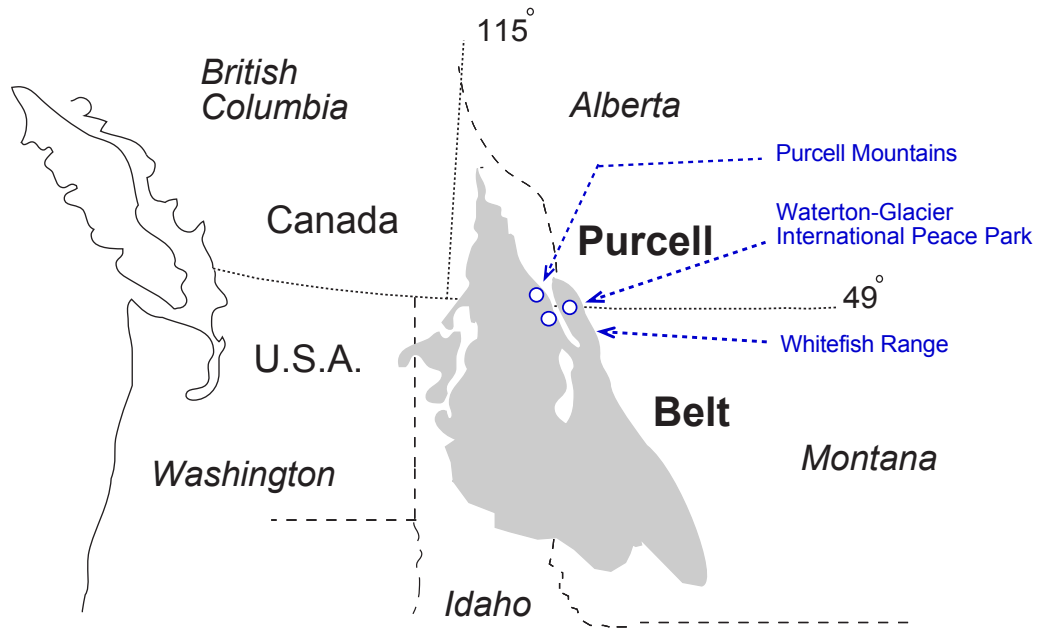 115°
British
Columbia
Alberta
Purcell Mountains
Canada
Purcell
Waterton-Glacier
International Peace Park
49°
U.S.A.
Whitefish Range
Belt
Washington
Montana
Idaho